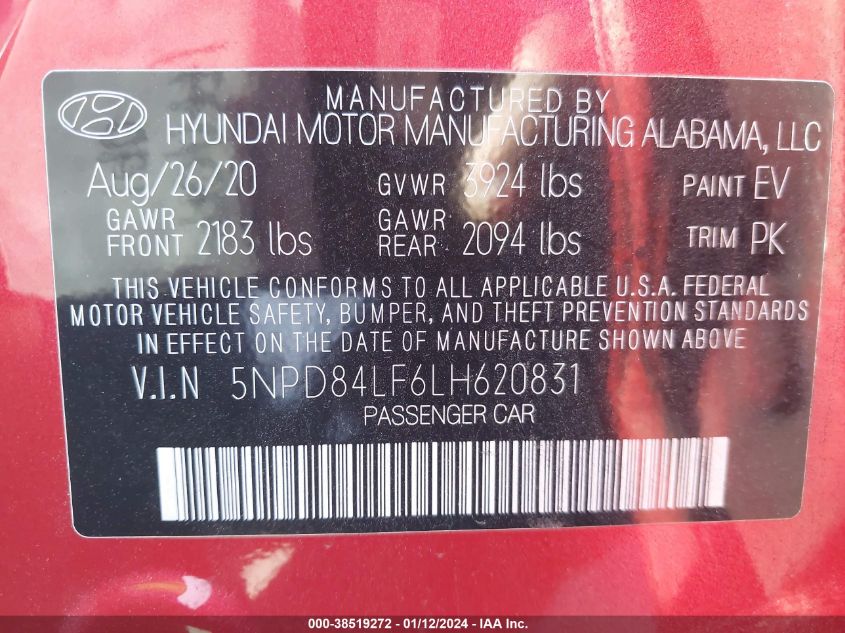 MANUFACTURED BY
HYUNDAI MOTOR MANUFACTURING ALABAMA, LLC
Aug/26/20 GVWR 3924 lbs PAINT EV
GAWR FRONT 2183 lbs GAWR REAR 2094 lbs TRIM PK
THIS VEHICLE CONFORMS TO ALL APPLICABLE U.S.A. FEDERAL
MOTOR VEHICLE SAFETY, BUMPER, AND THEFT PREVENTION STANDARDS
IN EFFECT ON THE DATE OF MANUFACTURE SHOWN ABOVE
V.I.N 5NPD84LF6LH620831
PASSENGER CAR
000-38519272 - 01/12/2024 - IAA Inc.